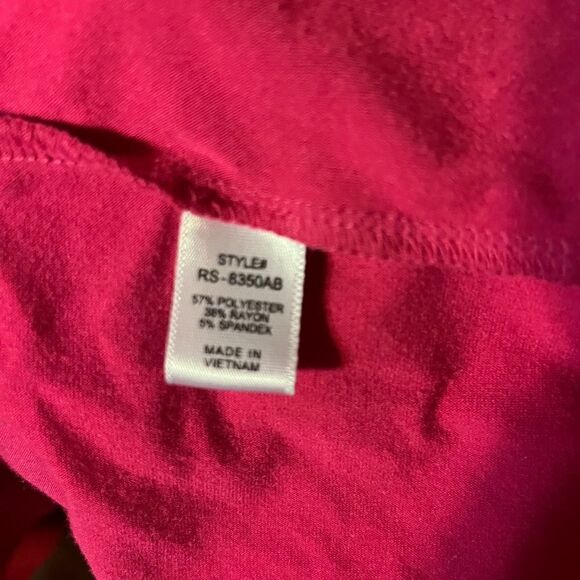 STYLE#
RS-8350AB
57% POLYESTER
38% RAYON
5% SPANDEX
MADE IN
VIETNAM